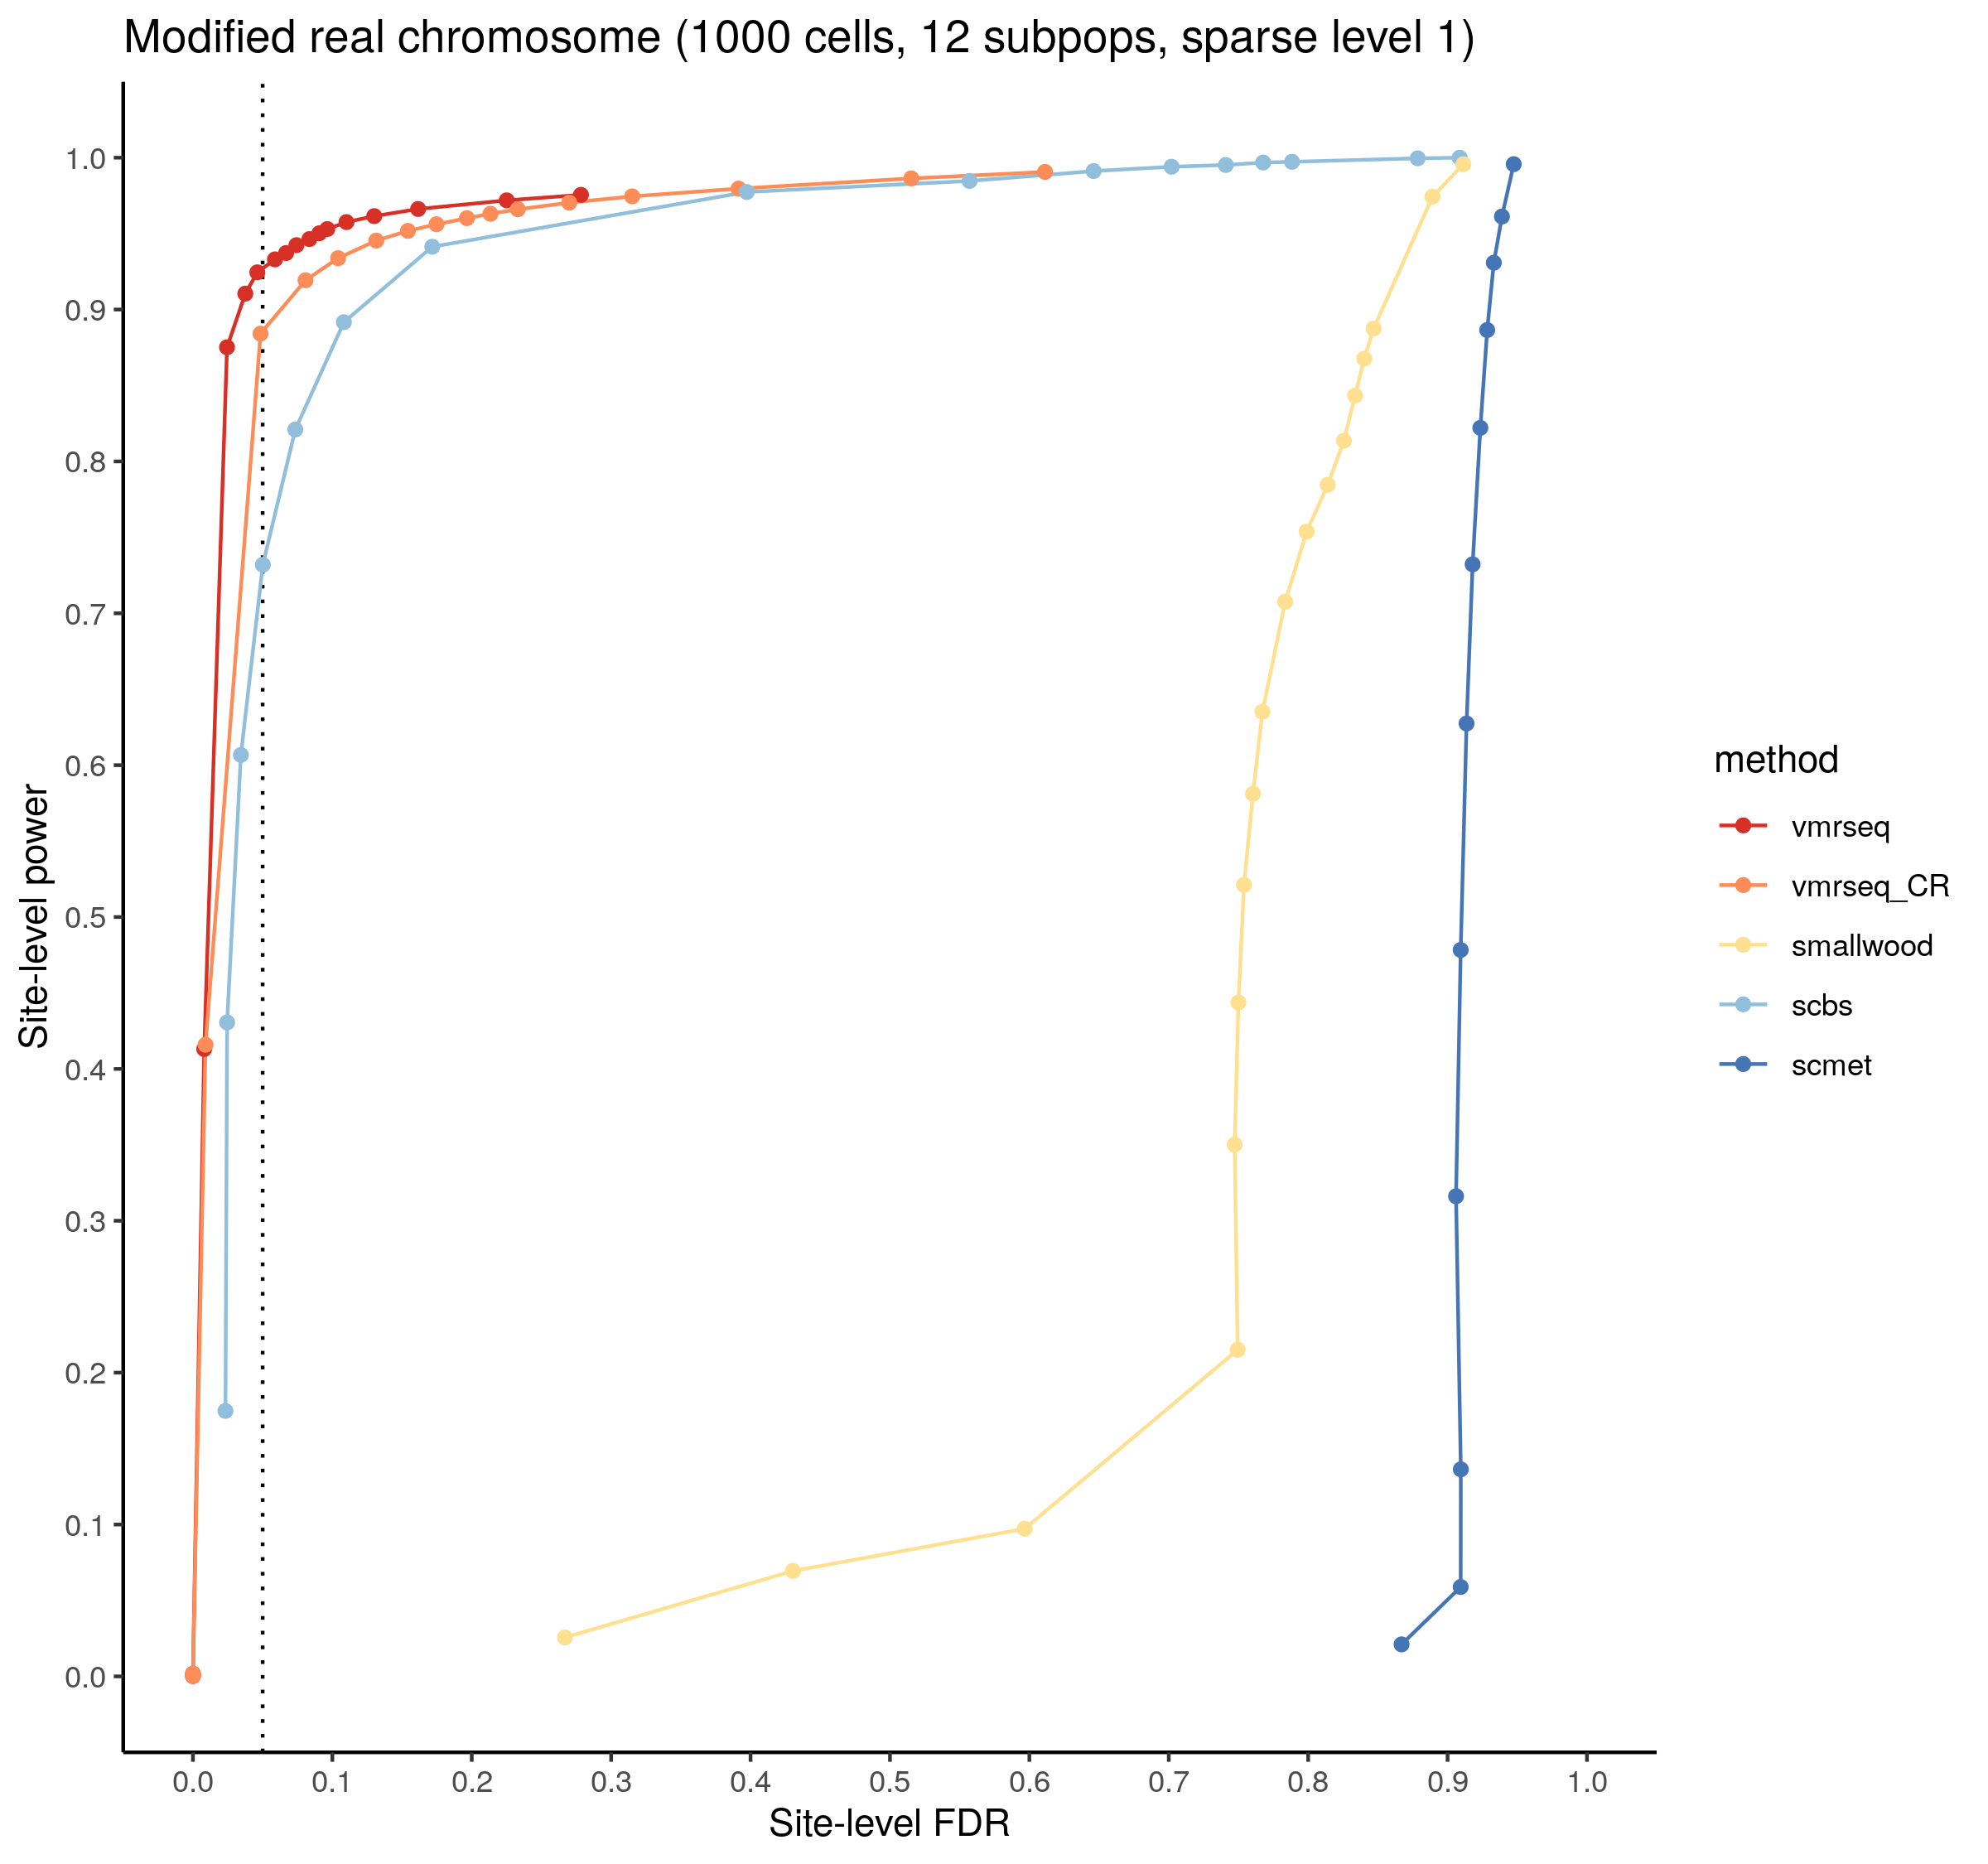 Modified real chromosome (1000 cells, 12 subpops, sparse level 1)
Site-level power
1.0
0.9
0.8
0.7
0.6
0.5
0.4
0.3
0.2
0.1
0.0
0.0 0.1 0.2 0.3 0.4 0.5 0.6 0.7 0.8 0.9 1.0
Site-level FDR
method
vmrseq
vmrseq_CR
smallwood
scbs
scmet